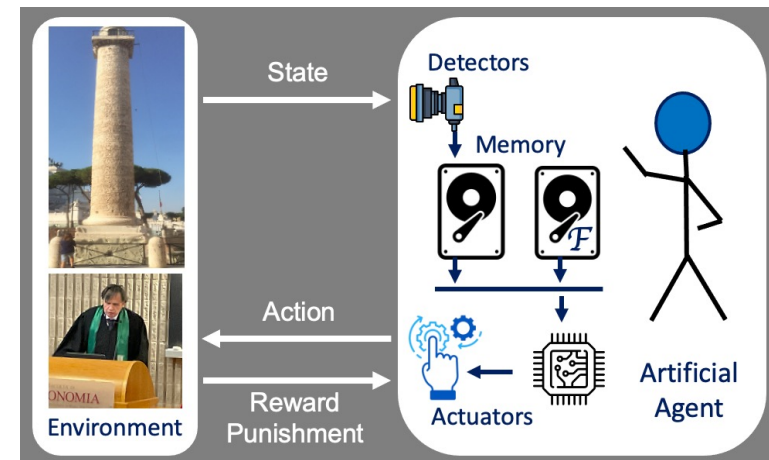 State
Detectors
Memory
ℱ
Action
Reward
Punishment
Actuators
Artificial
Agent
ONOMIA
Environment